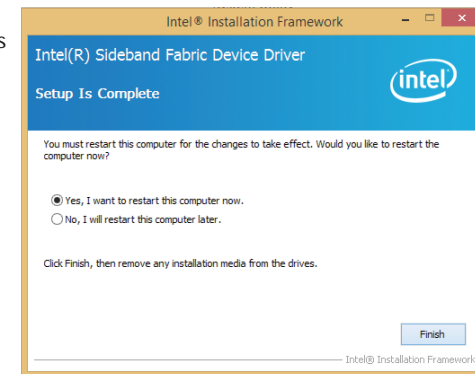 Intel® Installation Framework
s
Intel(R) Sideband Fabric Device Driver
Setup Is Complete
intel
You must restart this computer for the changes to take effect. Would you like to restart the
computer now?
Yes, I want to restart this computer now.
No, I will restart this computer later.
Click Finish, then remove any installation media from the drives.
Finish
Intel® Installation Framework